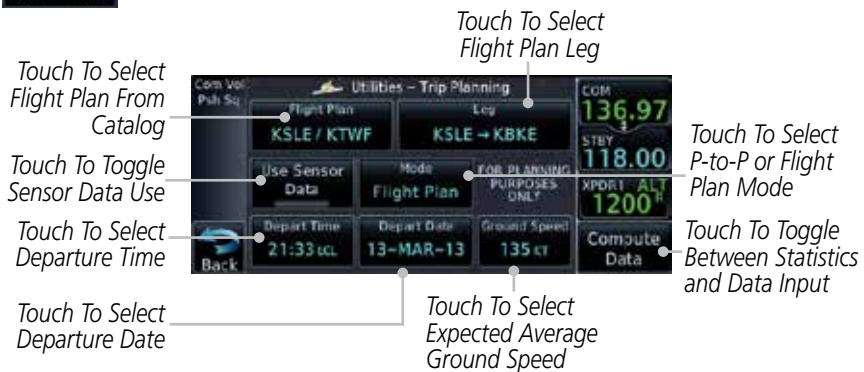 Touch To Select
Flight Plan Leg
Touch To Select
Flight Plan From
Catalog
Touch To Toggle
Sensor Data Use
Touch To Select
Departure Time
Touch To Select
Departure Date
Com Vol
Psh Sq
Utilities – Trip Planning
Flight Plan
KSLE / KTWF
Leg
KSLE → KBKE
Use Sensor
Data
Mode
Flight Plan
FOR PLANNING
PURPOSES
ONLY
Depart Time
21:33 LCL
Depart Date
13-MAR-13
Ground Speed
135 KT
Back
COM
136.97
STBY
118.00
XPDR1 ALT
1200 R
Compute
Data
Touch To Select
P-to-P or Flight
Plan Mode
Touch To Toggle
Between Statistics
and Data Input
Touch To Select
Expected Average
Ground Speed